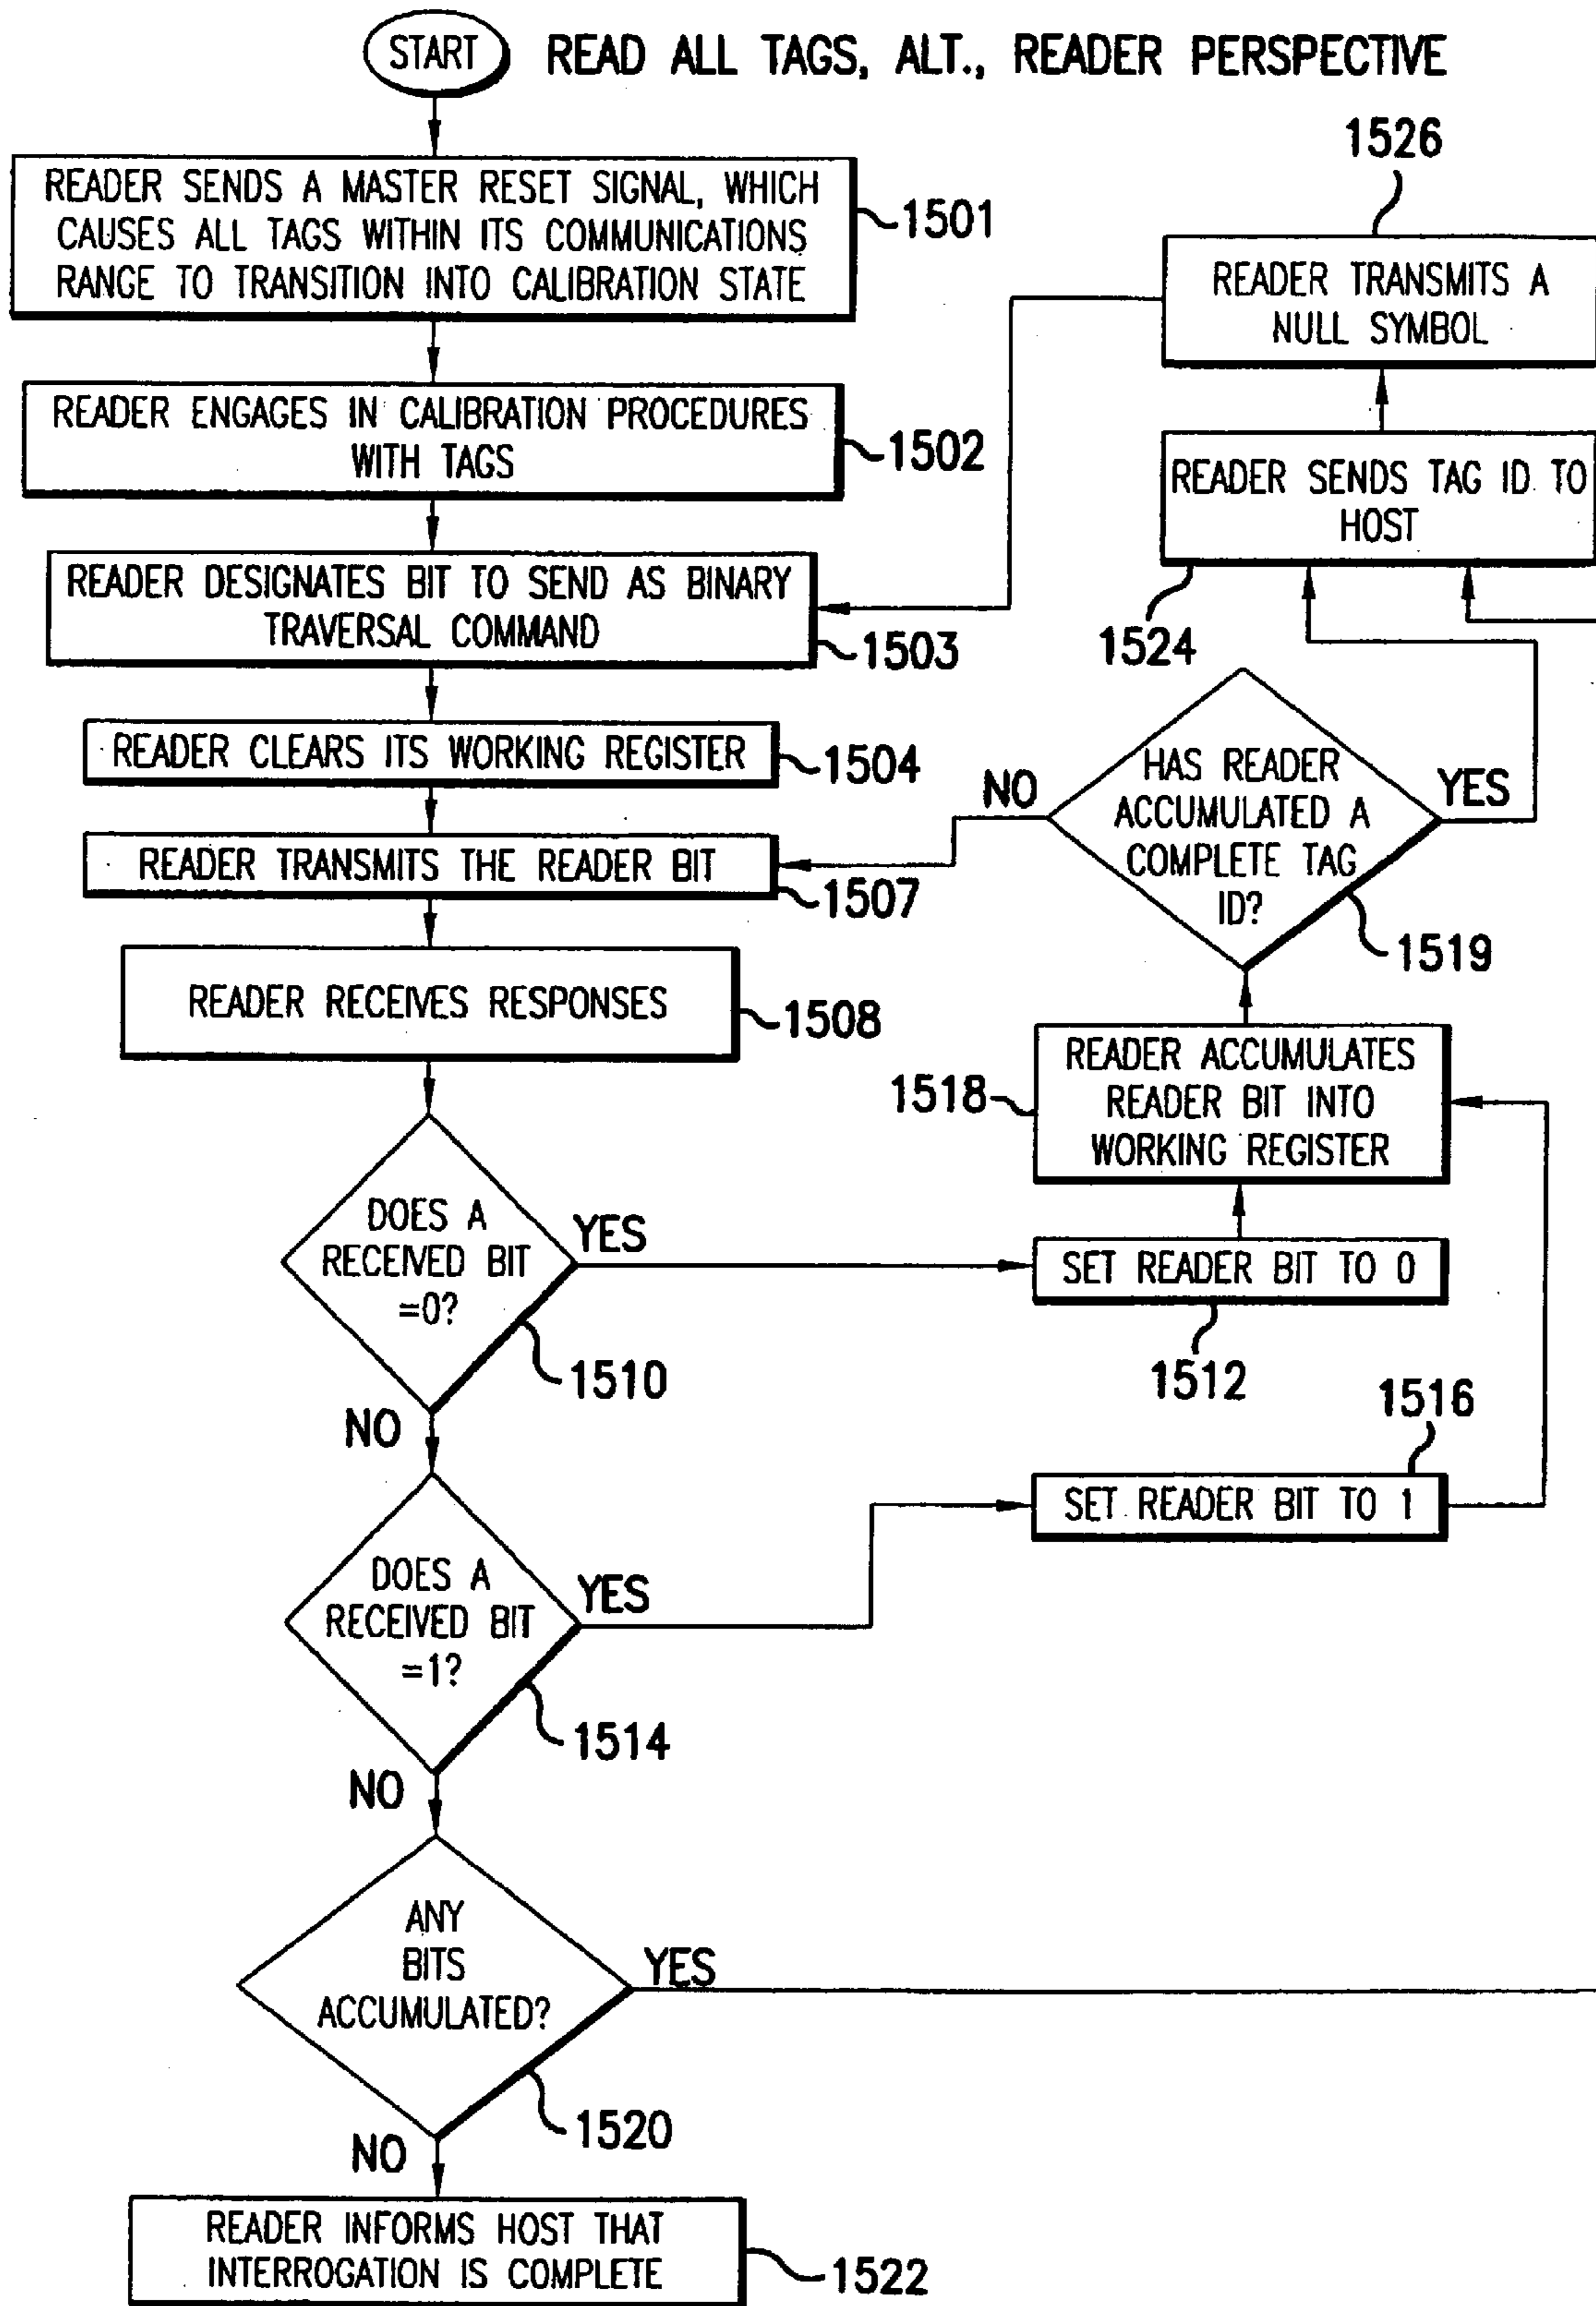 START
READ ALL TAGS, ALT., READER PERSPECTIVE
READER SENDS A MASTER RESET SIGNAL, WHICH
CAUSES ALL TAGS WITHIN ITS COMMUNICATIONS
RANGE TO TRANSITION INTO CALIBRATION STATE
1501
READER ENGAGES IN CALIBRATION PROCEDURES
WITH TAGS
1502
READER DESIGNATES BIT TO SEND AS BINARY
TRAVERSAL COMMAND
1503
READER CLEARS ITS WORKING REGISTER
1504
READER TRANSMITS THE READER BIT
1507
READER RECEIVES RESPONSES
1508
DOES A
RECEIVED BIT
=0?
YES
1510
NO
DOES A
RECEIVED BIT
=1?
YES
1514
NO
ANY
BITS
ACCUMULATED?
YES
1520
NO
READER INFORMS HOST THAT
INTERROGATION IS COMPLETE
1522
1526
READER TRANSMITS A
NULL SYMBOL
READER SENDS TAG ID TO
HOST
1524
HAS READER
ACCUMULATED A
COMPLETE TAG
ID?
NO
YES
1519
READER ACCUMULATES
READER BIT INTO
WORKING REGISTER
1518
SET READER BIT TO 0
1512
1516
SET READER BIT TO 1